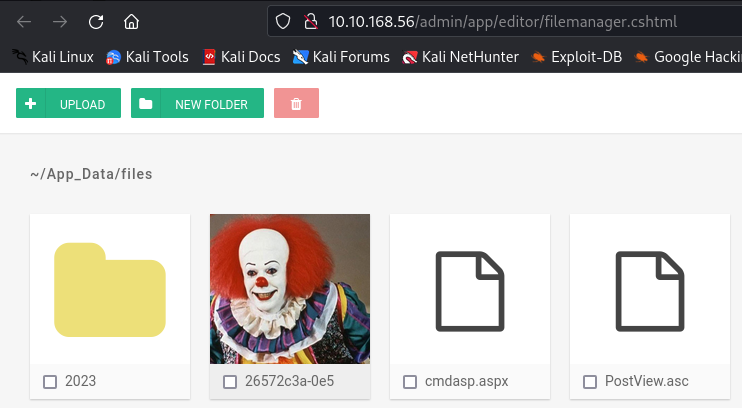 10.10.168.56/admin/app/editor/filemanager.cshtml
Kali Linux Kali Tools Kali Docs Kali Forums Kali NetHunter Exploit-DB Google Hacki
UPLOAD NEW FOLDER
~/App_Data/files
2023 26572c3a-0e5 cmdasp.aspx PostView.asc